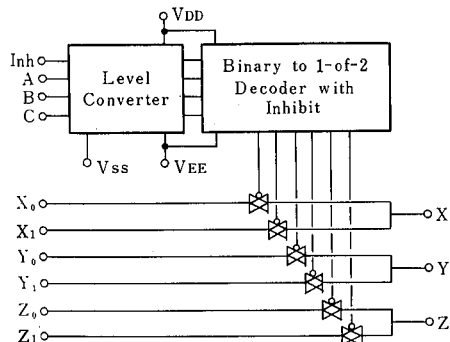 VDD
Inh
A
B
C
Level
Converter
Binary to 1-of-2
Decoder with
Inhibit
VSS
VEE
X₀
X
X₁
Y₀
Y
Y₁
Z₀
Z
Z₁